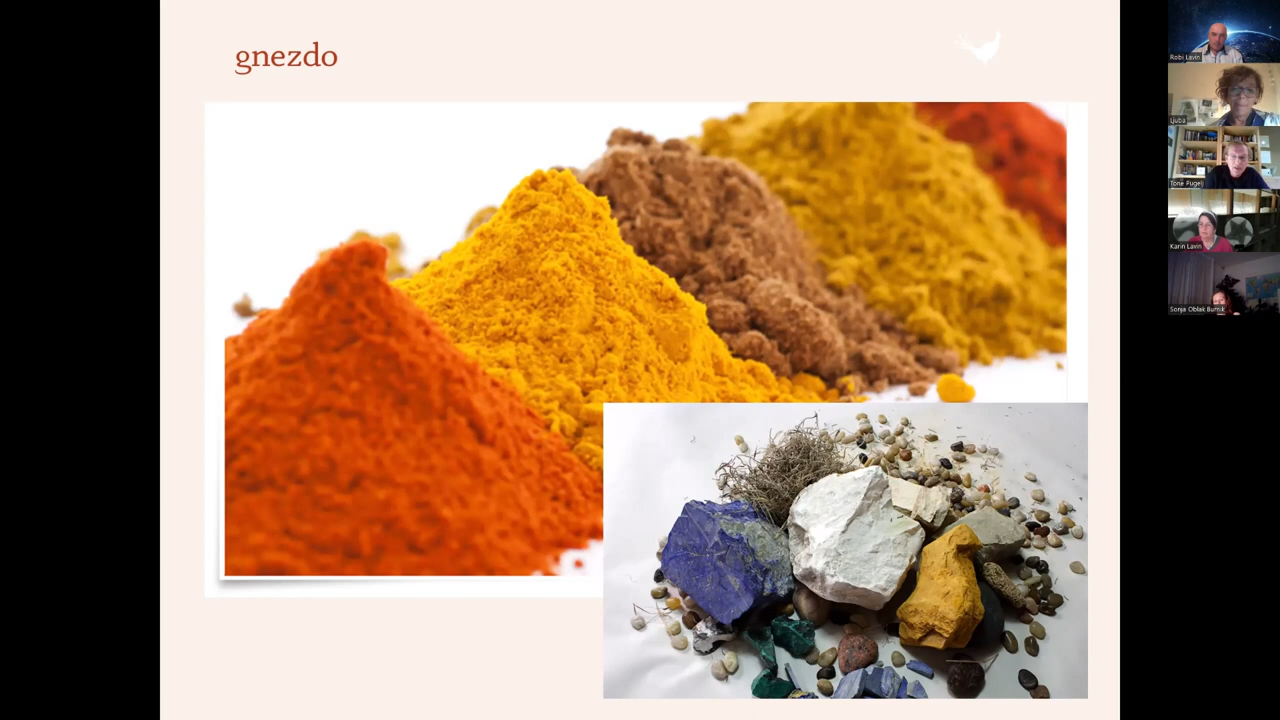 gnezdo
Robi Lavin
Ljuba
Tone Pugelj
Karin Lavin
Sonja Oblak Burnik